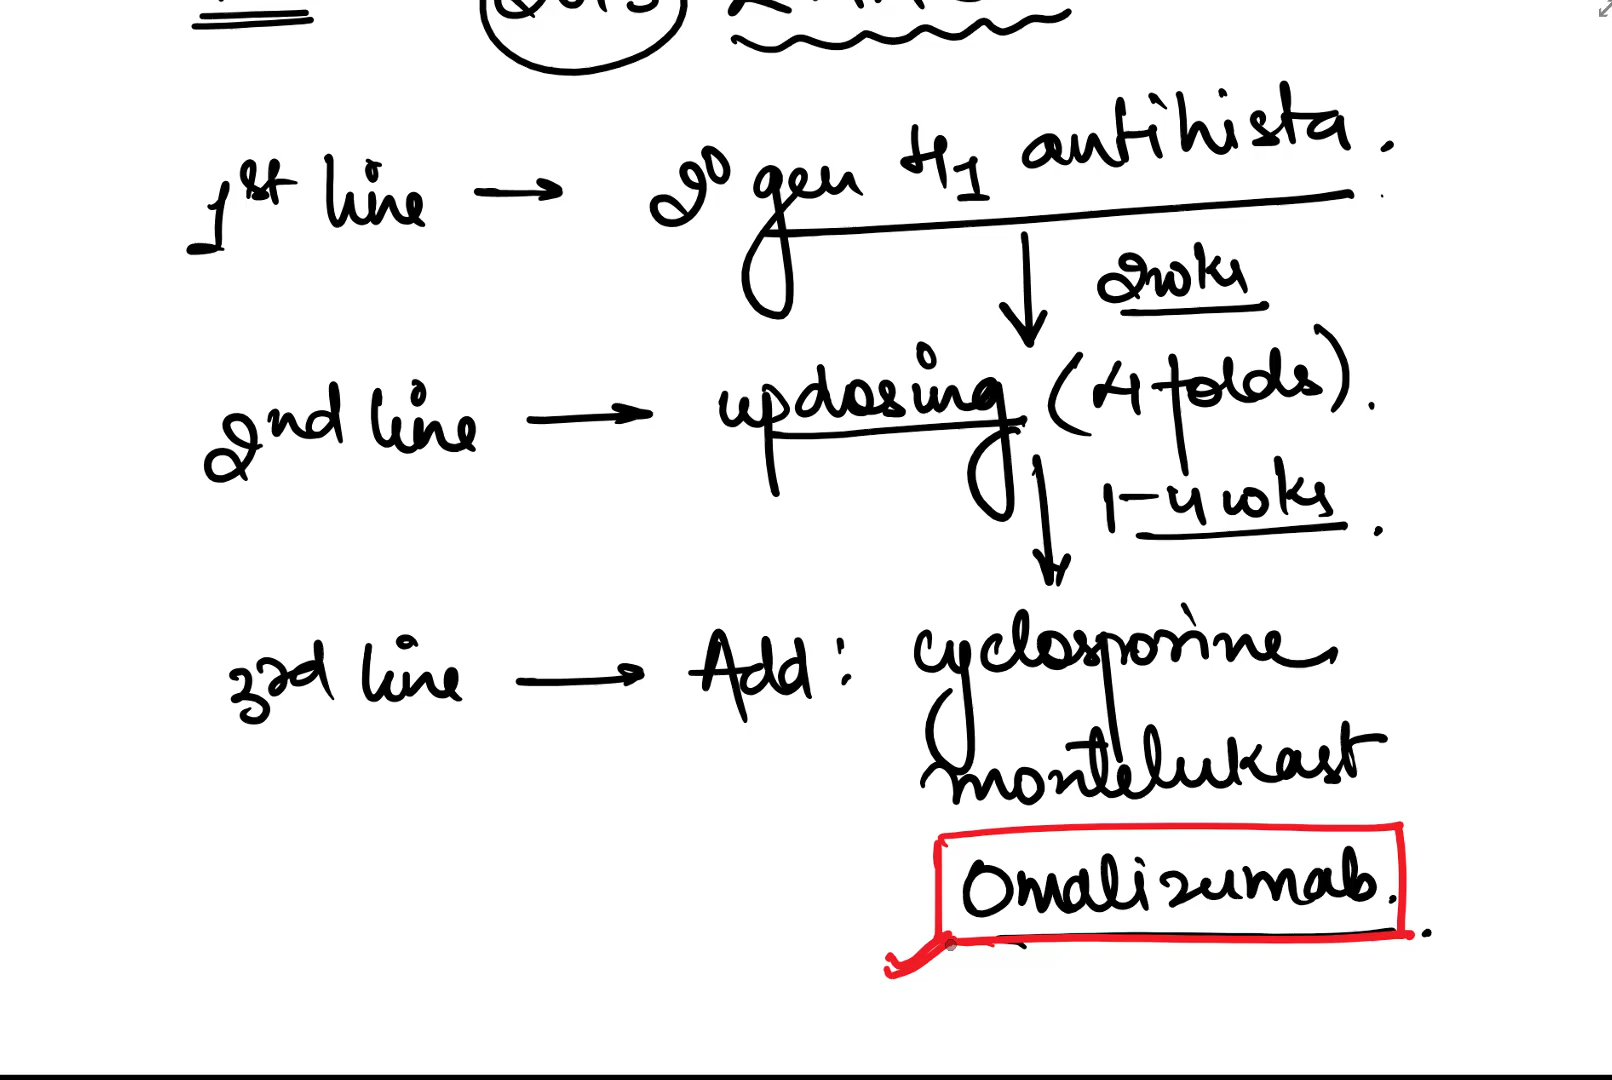 1st line → 2° gen H1 antihista.
2wks
2nd line → updosing (4 folds).
1-4 wks.
3rd line → Add: cyclosporine
montelukast
Omalizumab.